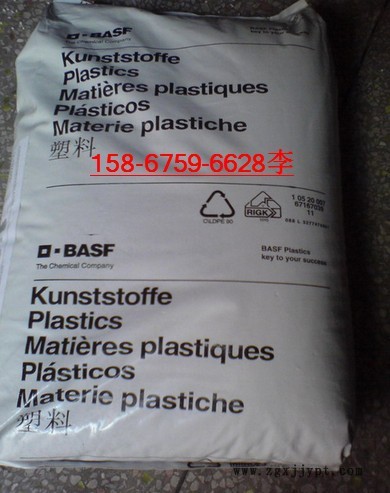 BASF
The Chemical Company
Kunststoffe
Plastics
Matières plastiques
Plásticos
Materie plastiche
塑料
158-6759-6628李
RIGK
BASF
The Chemical Company
BASF Plastics
key to your success
Kunststoffe
Plastics
Matières plastiques
Plásticos
Materie plastiche
塑料
www.zgxjjypt.com